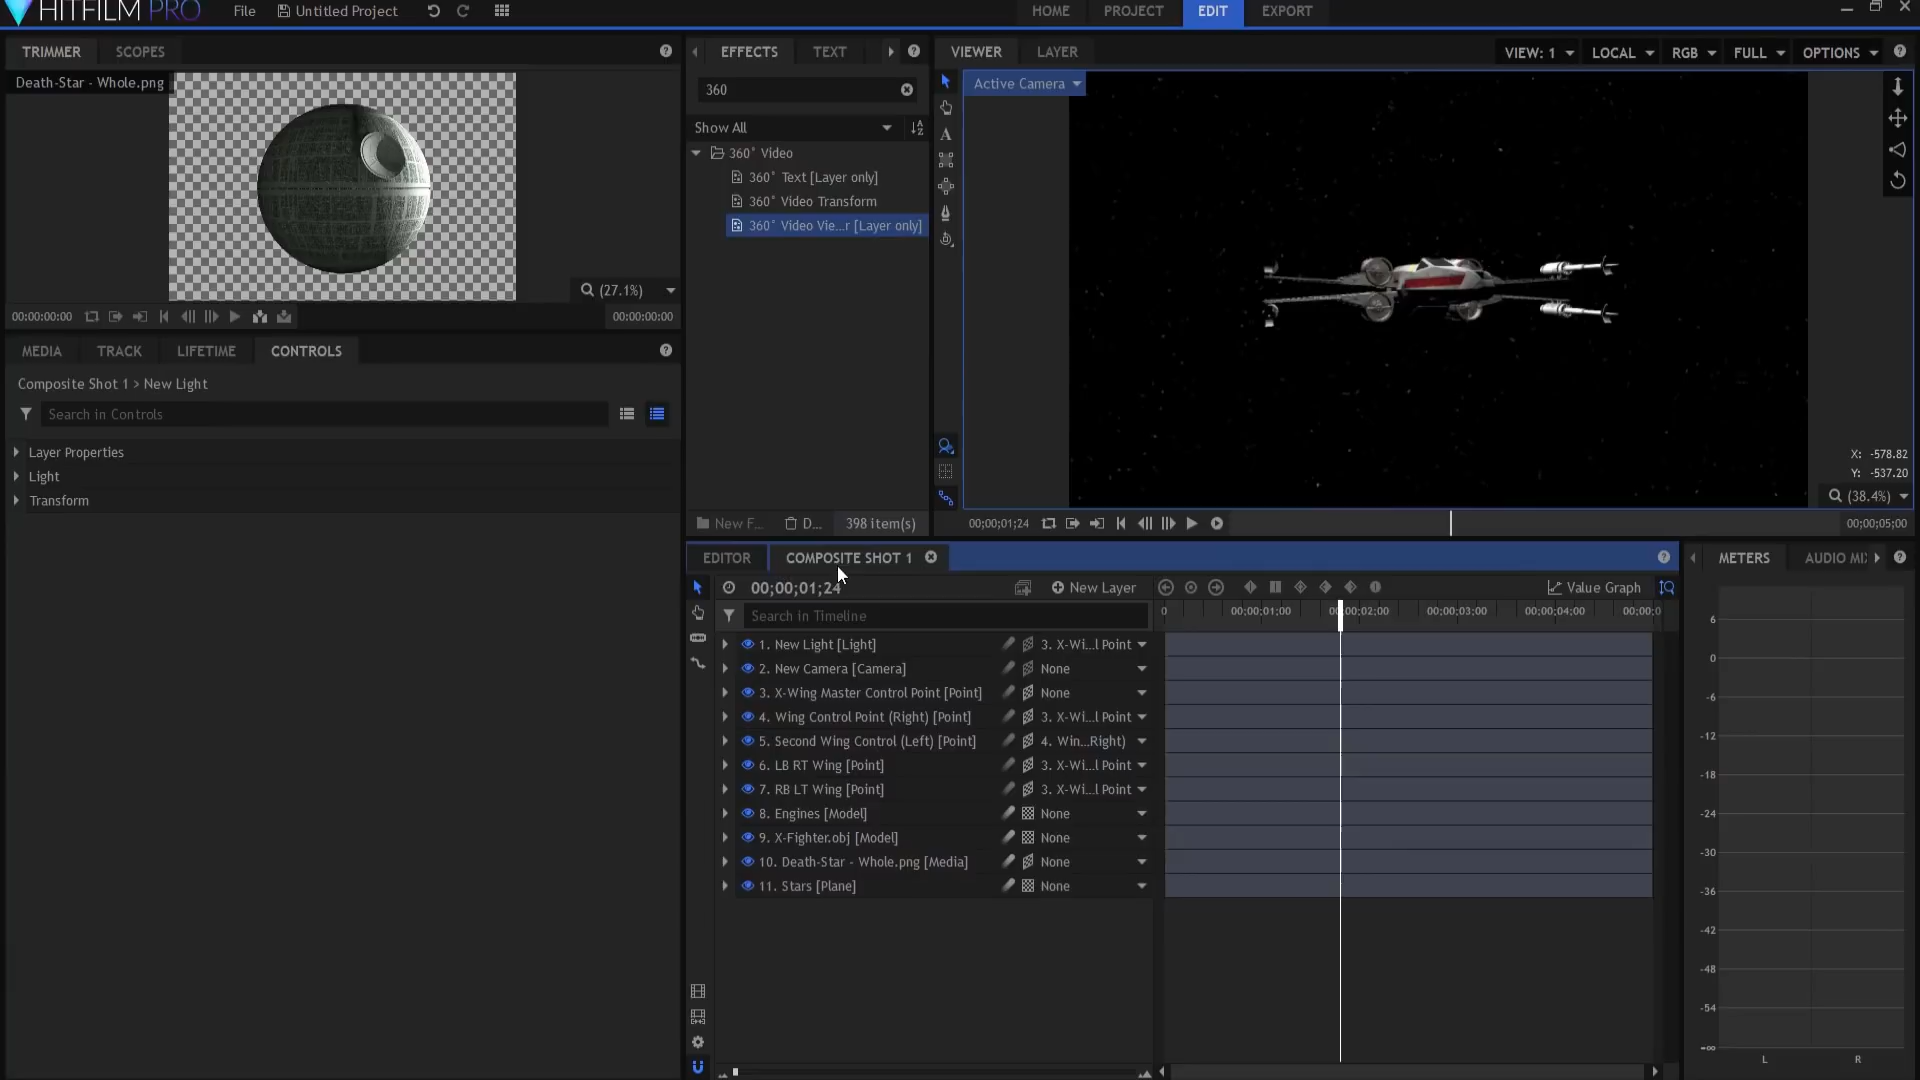 HITFILM PRO File Untitled Project HOME PROJECT EDIT EXPORT
TRIMMER SCOPES
Death-Star - Whole.png
(27.1%)
00:00:00:00 00:00:00:00
MEDIA TRACK LIFETIME CONTROLS
Composite Shot 1 > New Light
Search in Controls
Layer Properties
Light
Transform
EFFECTS TEXT
360
Show All
360° Video
360° Text [Layer only]
360° Video Transform
360° Video Vie...r [Layer only]
New F... D... 398 item(s)
VIEWER LAYER VIEW: 1 LOCAL RGB FULL OPTIONS
Active Camera
X: -578.82
Y: -537.20
(38.4%)
00;00;01;24 00;00;05;00
EDITOR COMPOSITE SHOT 1
00;00;01;24 New Layer Value Graph
Search in Timeline
0 00;00;01;00 00;00;02;00 00;00;03;00 00;00;04;00 00;00;0
1. New Light [Light] 3. X-Wi...l Point
2. New Camera [Camera] None
3. X-Wing Master Control Point [Point] None
4. Wing Control Point (Right) [Point] 3. X-Wi...l Point
5. Second Wing Control (Left) [Point] 4. Win...Right)
6. LB RT Wing [Point] 3. X-Wi...l Point
7. RB LT Wing [Point] 3. X-Wi...l Point
8. Engines [Model] None
9. X-Fighter.obj [Model] None
10. Death-Star - Whole.png [Media] None
11. Stars [Plane] None
METERS AUDIO MI
6
0
-6
-12
-18
-24
-30
-36
-42
-48
-54
-∞
L R